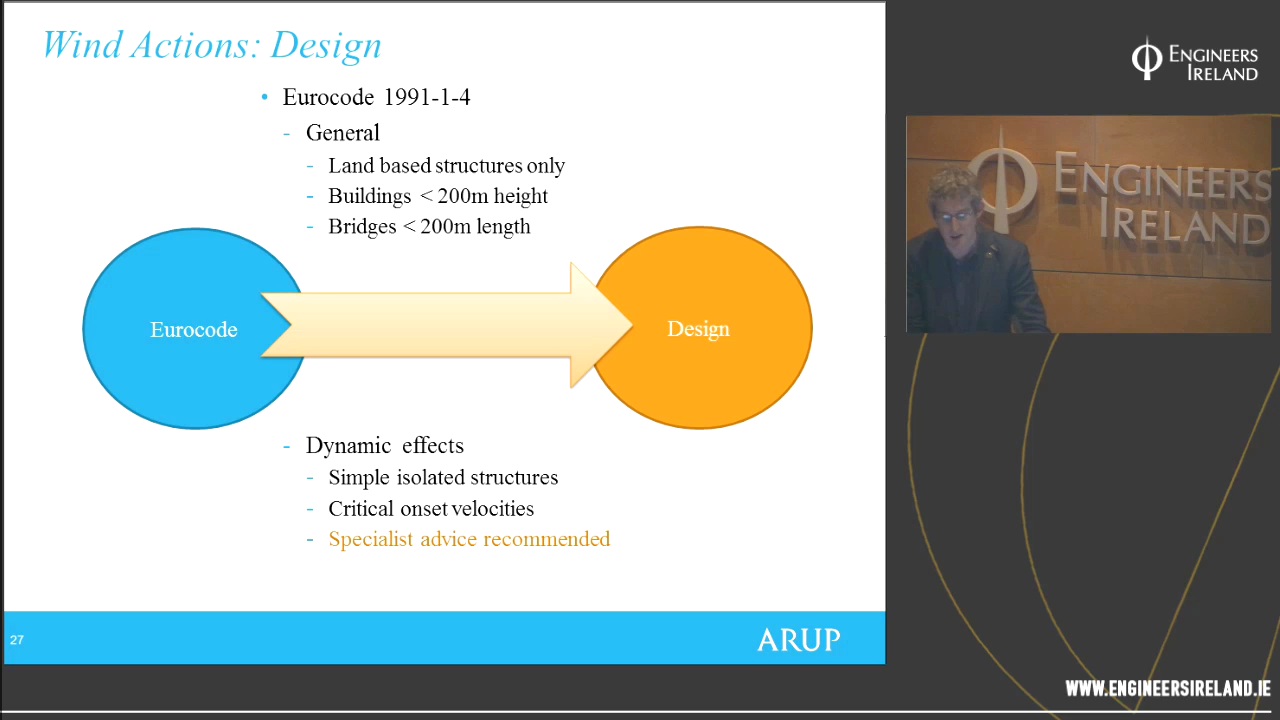 Wind Actions: Design
• Eurocode 1991-1-4
- General
- Land based structures only
- Buildings < 200m height
- Bridges < 200m length
Eurocode
Design
- Dynamic effects
- Simple isolated structures
- Critical onset velocities
- Specialist advice recommended
27
ARUP
ENGINEERS
IRELAND
ENGINEERS
IRELAND
WWW.ENGINEERSIRELAND.IE